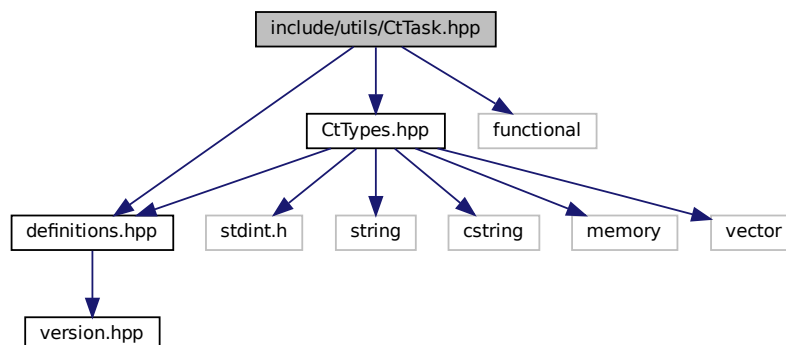 include/utils/CtTask.hpp
CtTypes.hpp
functional
definitions.hpp
stdint.h
string
cstring
memory
vector
version.hpp